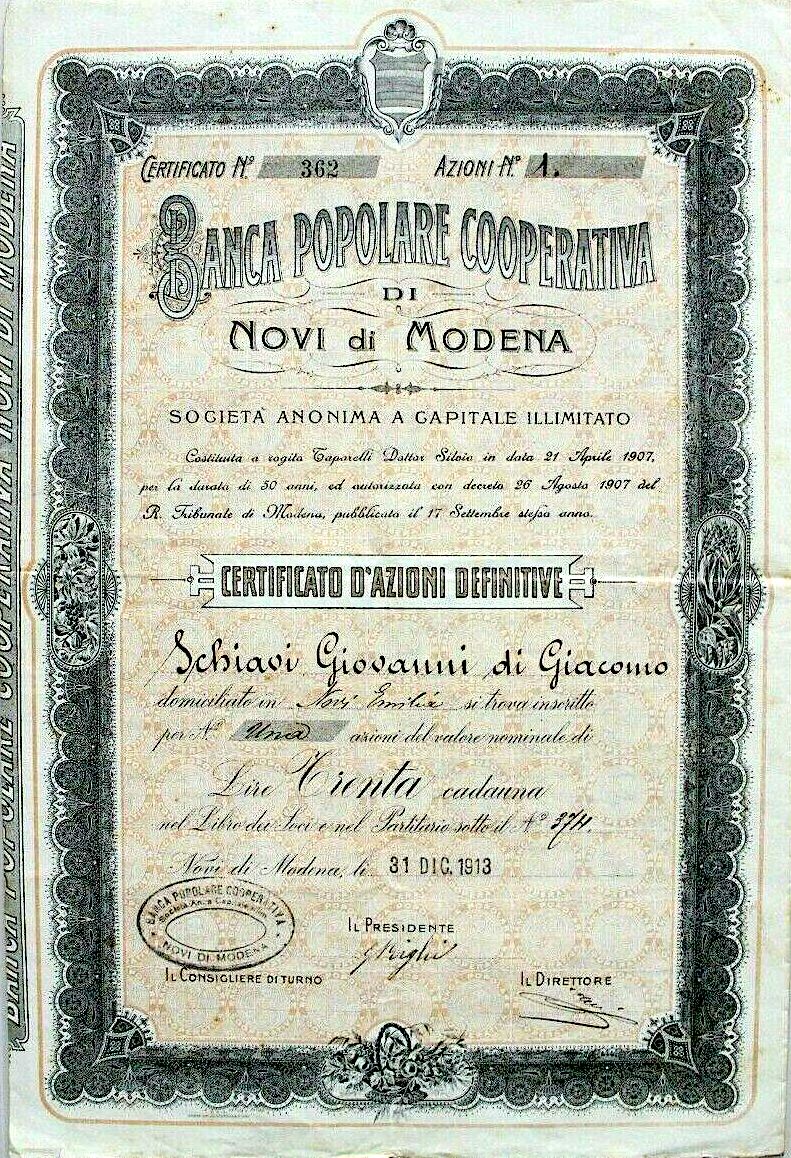 CERTIFICATO N.º 362 AZIONI N.º 1.
BANCA POPOLARE COOPERATIVA
DI
NOVI di MODENA
SOCIETÀ ANONIMA A CAPITALE ILLIMITATO
Costituita a rogito Taparelli Dottor Silvio in data 21 Aprile 1907,
per la durata di 50 anni, ed autorizzata con decreto 26 Agosto 1907 del
R. Tribunale di Modena, pubblicato il 17 Settembre stesso anno.
CERTIFICATO D'AZIONI DEFINITIVE
Schiavi Giovanni di Giacomo
domiciliato in Novi Emilia si trova inscritto
per Nº Una azioni del valore nominale di
Lire Trenta cadauna
nel Libro dei Soci e nel Partitario sotto il Nº 374.
Novi di Modena, li 31 DIC. 1913
BANCA POPOLARE COOPERATIVA
NOVI DI MODENA
IL PRESIDENTE
G Righi
IL CONSIGLIERE DI TURNO
IL DIRETTORE
BANCA POPOLARE COOPERATIVA NOVI DI MODENA